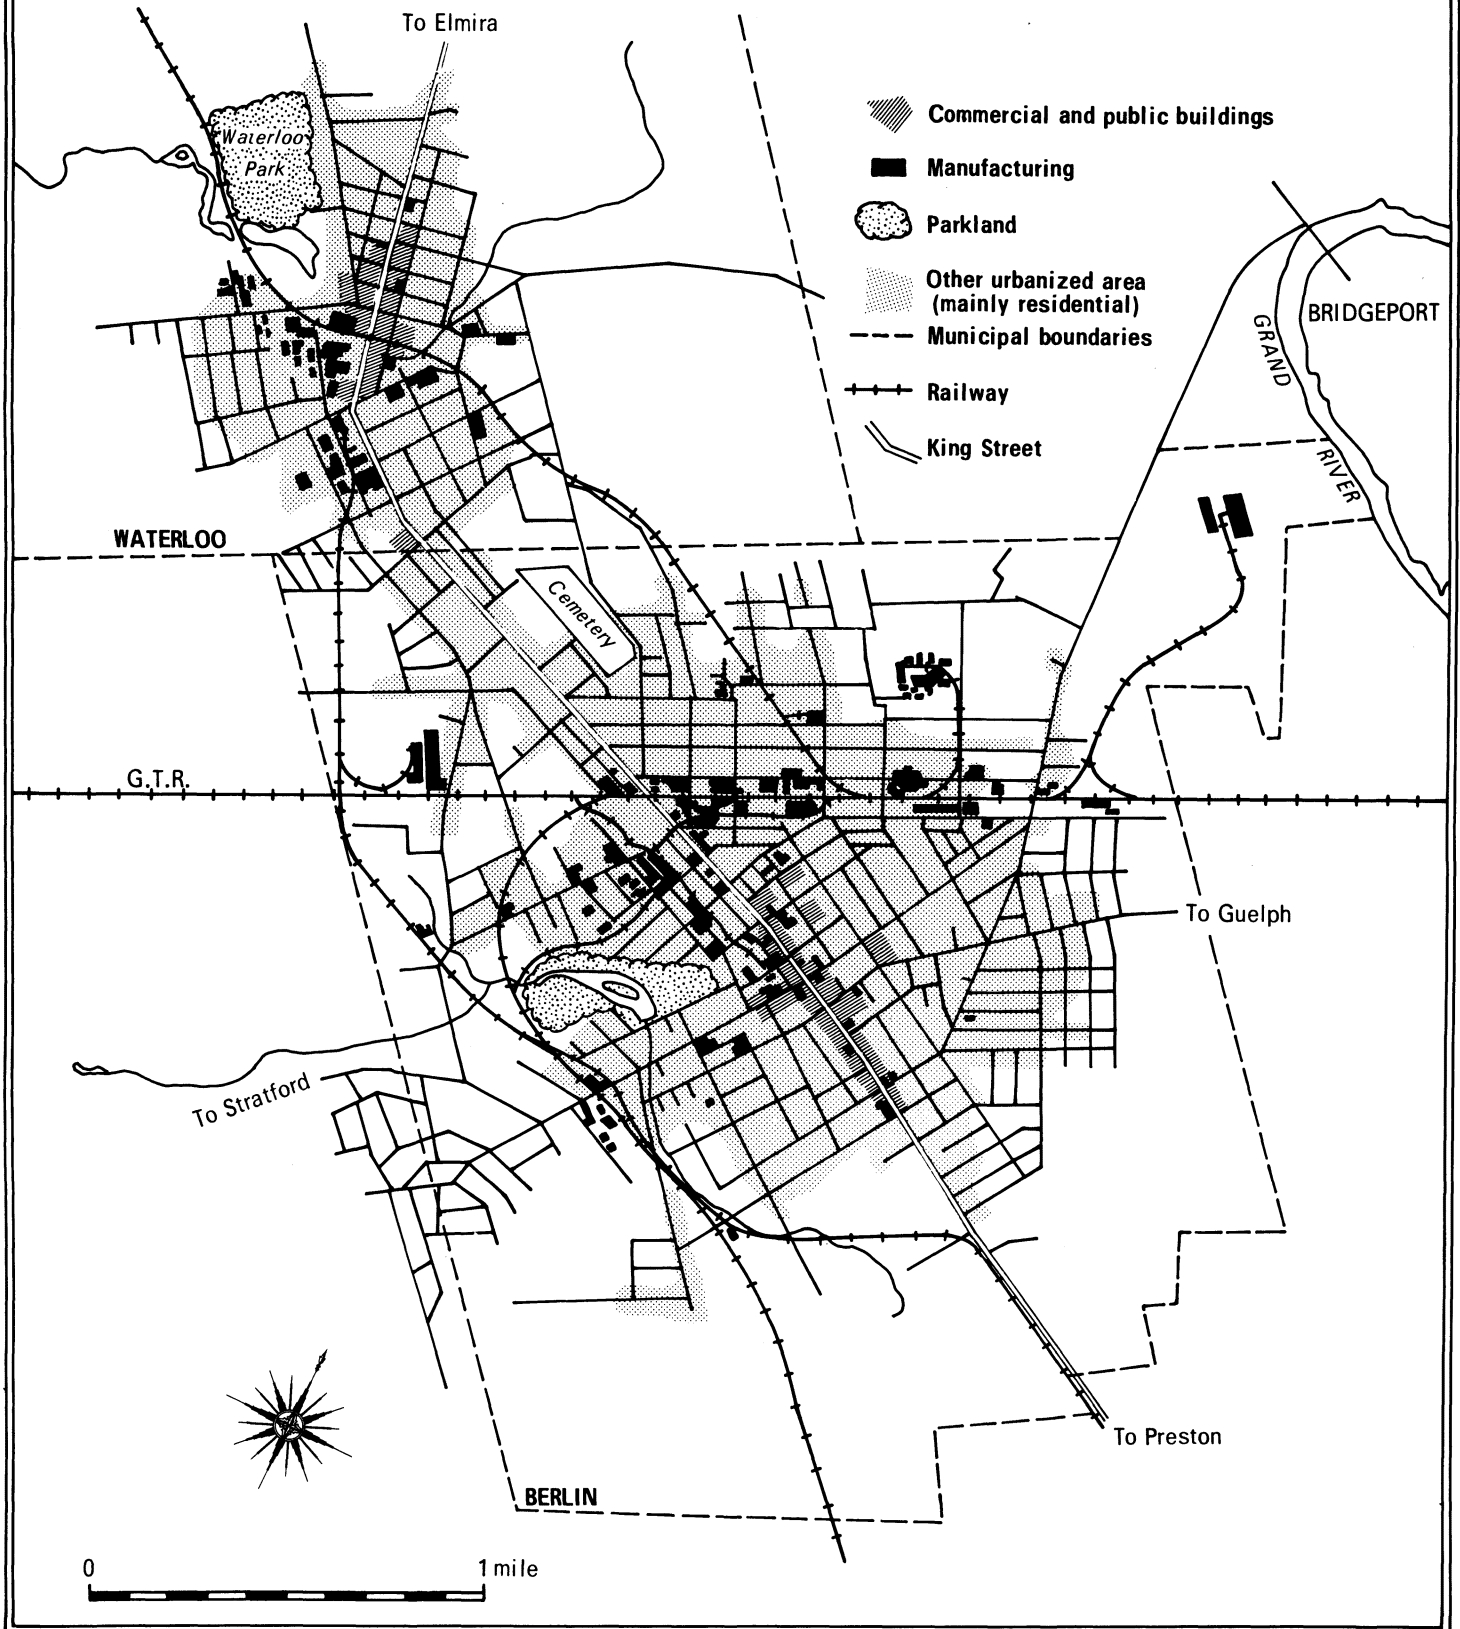 To Elmira
Waterloo
Park
Commercial and public buildings
Manufacturing
Parkland
Other urbanized area
(mainly residential)
Municipal boundaries
Railway
King Street
BRIDGEPORT
GRAND
RIVER
WATERLOO
Cemetery
G.T.R.
To Guelph
To Stratford
To Preston
BERLIN
0 1 mile